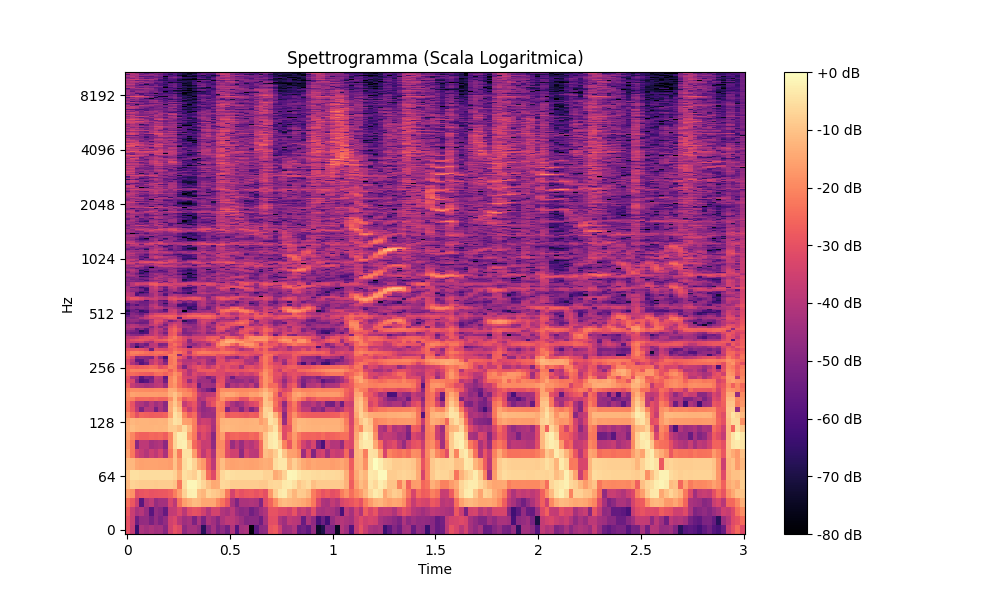 Spettrogramma (Scala Logaritmica)
Hz
8192
4096
2048
1024
512
256
128
64
0
0 0.5 1 1.5 2 2.5 3
Time
+0 dB
-10 dB
-20 dB
-30 dB
-40 dB
-50 dB
-60 dB
-70 dB
-80 dB